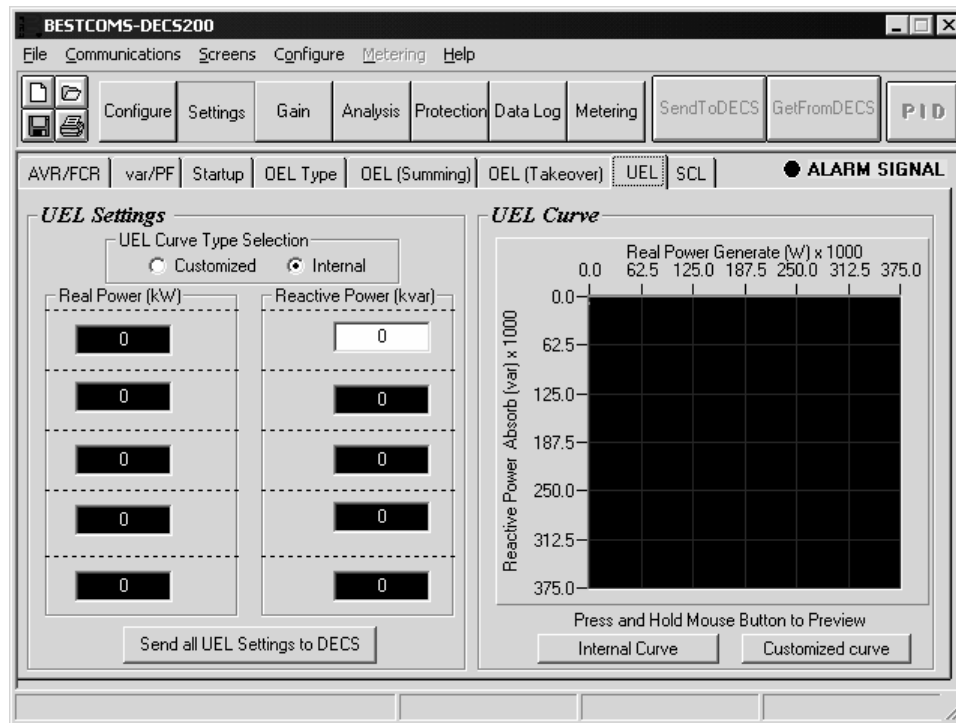 BESTCOMS-DECS200
File Communications Screens Configure Metering Help
Configure Settings Gain Analysis Protection Data Log Metering SendToDECS GetFromDECS PID
AVR/FCR var/PF Startup OEL Type OEL (Summing) OEL (Takeover) UEL SCL ALARM SIGNAL
UEL Settings
UEL Curve Type Selection
Customized Internal
Real Power (kW) Reactive Power (kvar)
0 0
0 0
0 0
0 0
0 0
Send all UEL Settings to DECS
UEL Curve
Real Power Generate (W) x 1000
0.0 62.5 125.0 187.5 250.0 312.5 375.0
Reactive Power Absorb (var) x 1000
0.0
62.5
125.0
187.5
250.0
312.5
375.0
Press and Hold Mouse Button to Preview
Internal Curve Customized curve